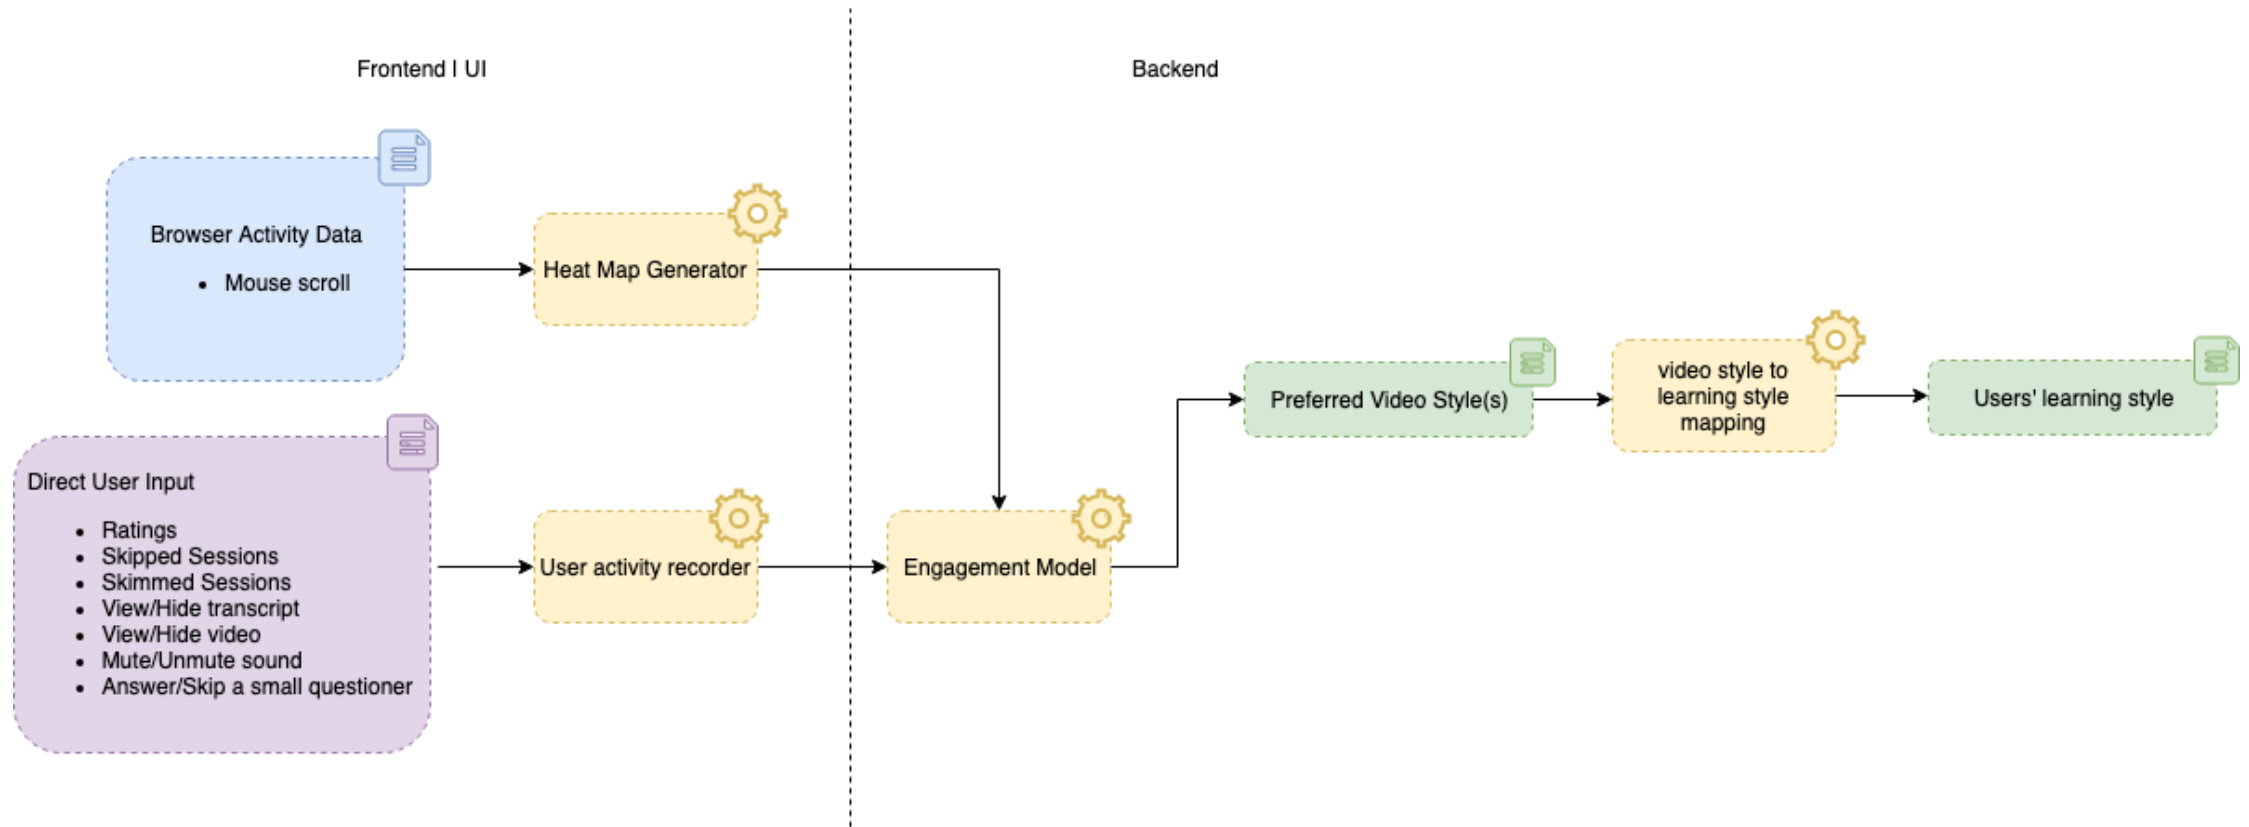 Frontend | UI
Backend
Browser Activity Data
• Mouse scroll
Heat Map Generator
Direct User Input
• Ratings
• Skipped Sessions
• Skimmed Sessions
• View/Hide transcript
• View/Hide video
• Mute/Unmute sound
• Answer/Skip a small questioner
User activity recorder
Engagement Model
Preferred Video Style(s)
video style to
learning style
mapping
Users' learning style